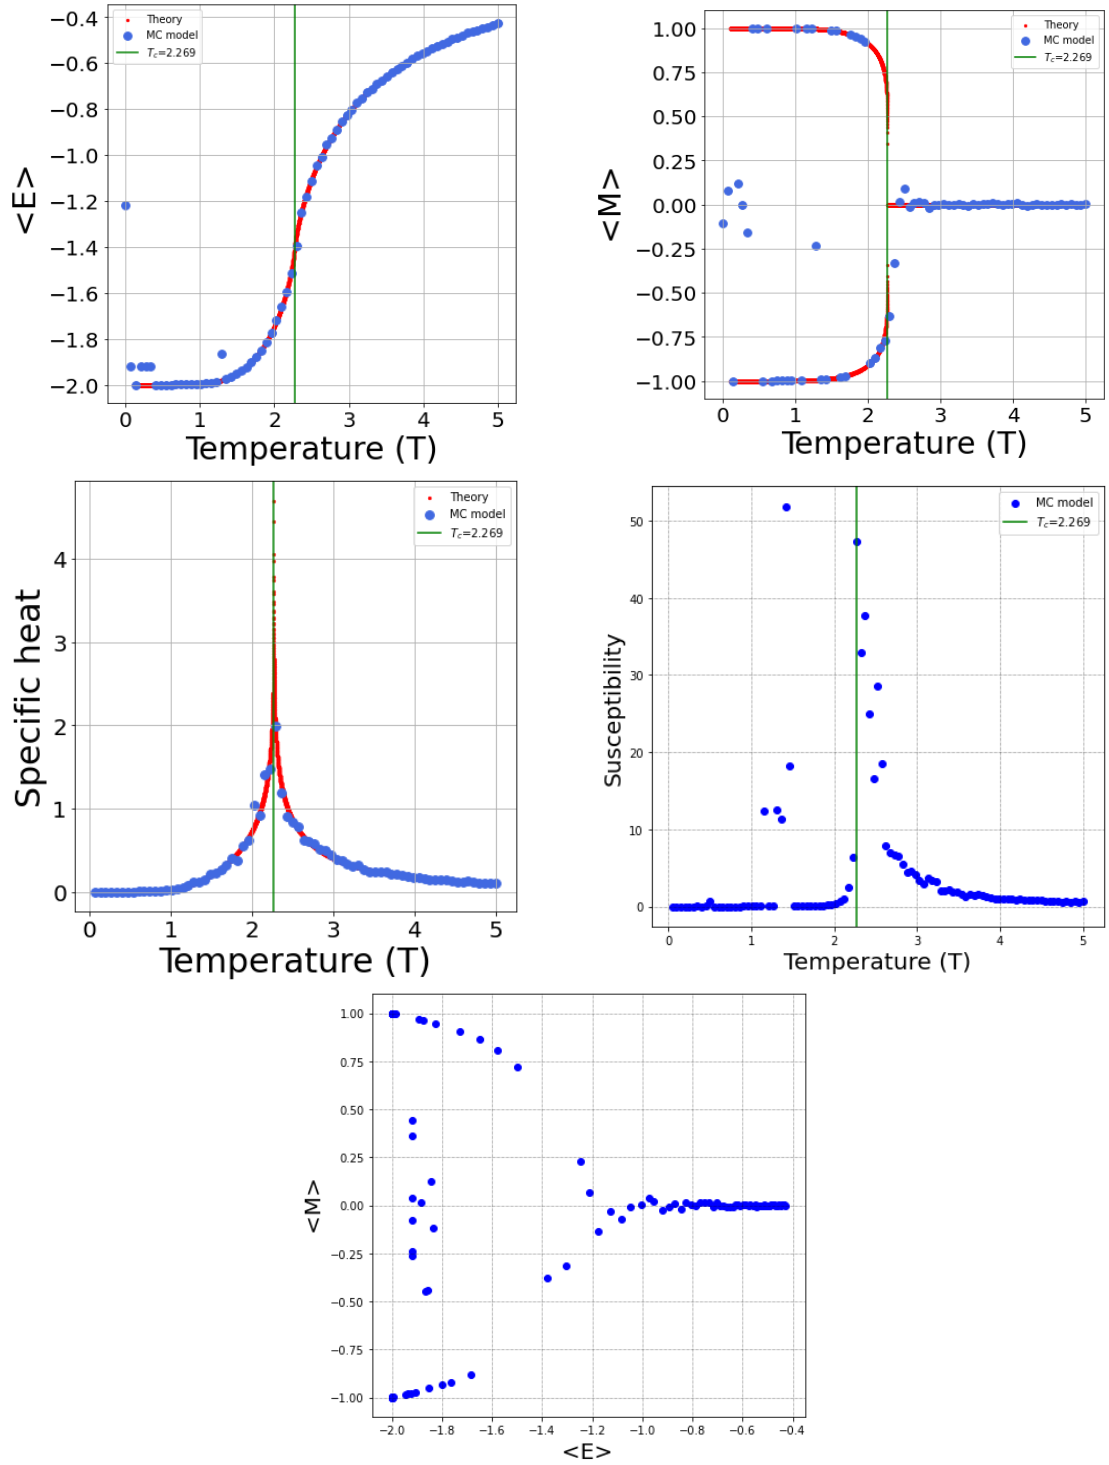 Theory
MC model
T_c=2.269
−0.4
−0.6
−0.8
−1.0
−1.2
−1.4
−1.6
−1.8
−2.0
<E>
0 1 2 3 4 5
Temperature (T)
Theory
MC model
T_c=2.269
1.00
0.75
0.50
0.25
0.00
−0.25
−0.50
−0.75
−1.00
<M>
0 1 2 3 4 5
Temperature (T)
Theory
MC model
T_c=2.269
4
3
2
1
0
Specific heat
0 1 2 3 4 5
Temperature (T)
MC model
T_c=2.269
50
40
30
20
10
0
Susceptibility
0 1 2 3 4 5
Temperature (T)
1.00
0.75
0.50
0.25
0.00
−0.25
−0.50
−0.75
−1.00
<M>
−2.0 −1.8 −1.6 −1.4 −1.2 −1.0 −0.8 −0.6 −0.4
<E>